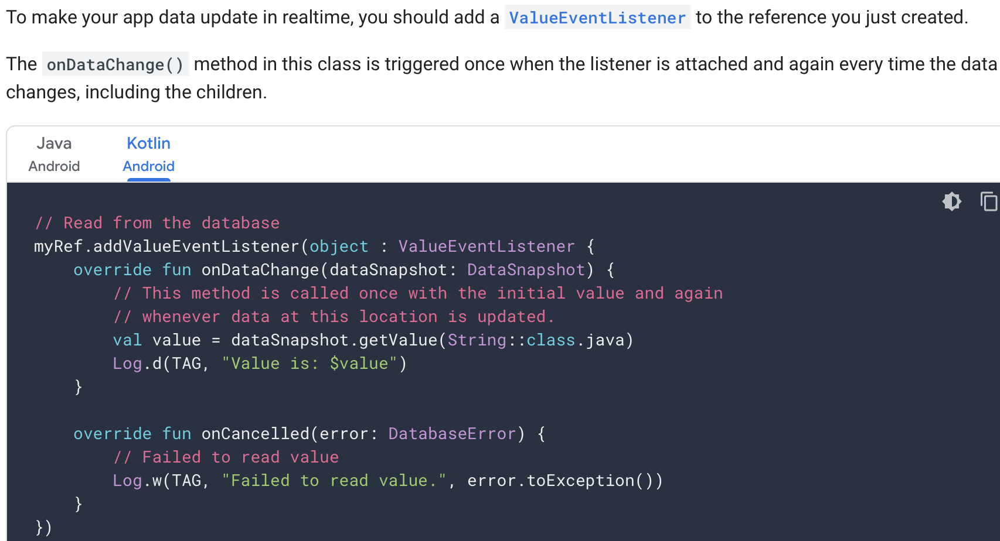 To make your app data update in realtime, you should add a ValueEventListener to the reference you just created.
The onDataChange() method in this class is triggered once when the listener is attached and again every time the data
changes, including the children.
Java Kotlin
Android Android
// Read from the database
myRef.addValueEventListener(object : ValueEventListener {
    override fun onDataChange(dataSnapshot: DataSnapshot) {
        // This method is called once with the initial value and again
        // whenever data at this location is updated.
        val value = dataSnapshot.getValue(String::class.java)
        Log.d(TAG, "Value is: $value")
    }
    override fun onCancelled(error: DatabaseError) {
        // Failed to read value
        Log.w(TAG, "Failed to read value.", error.toException())
    }
})